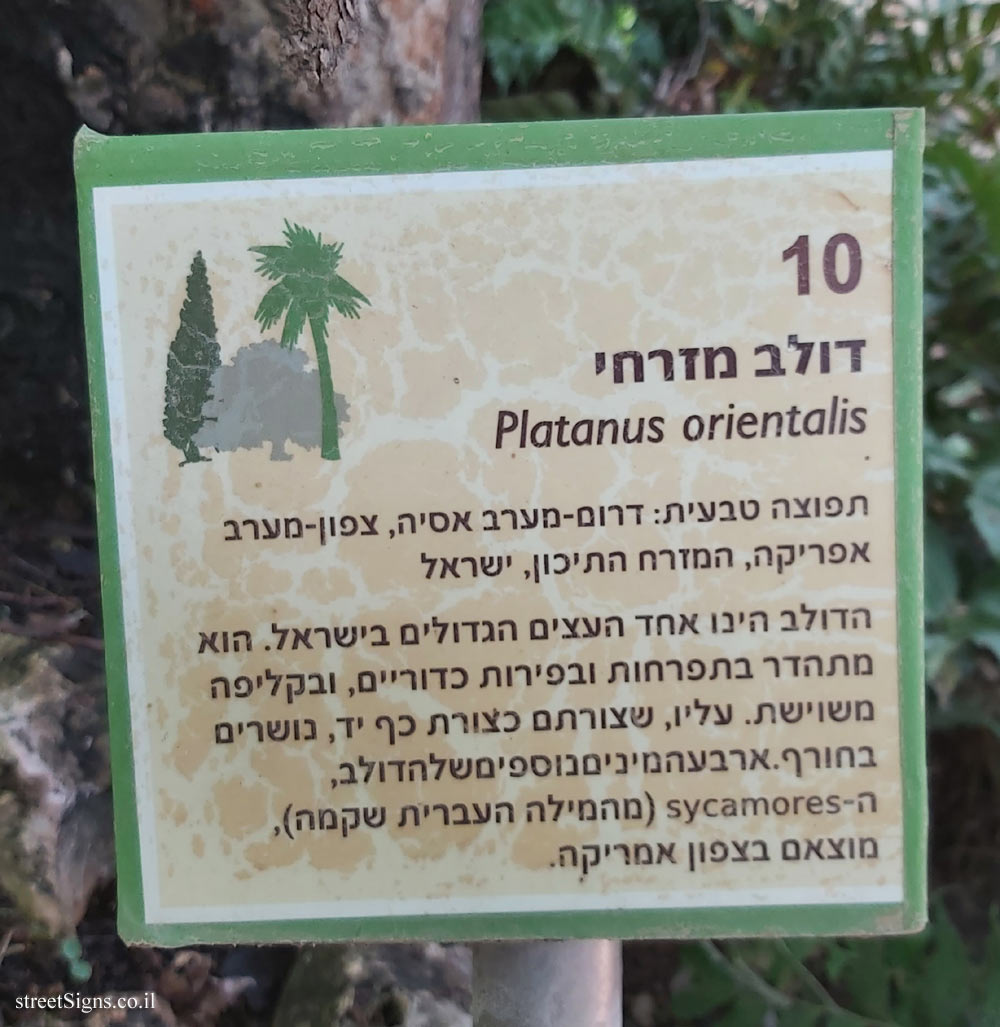 10
דולב מזרחי
Platanus orientalis
תפוצה טבעית: דרום-מערב אסיה, צפון-מערב
אפריקה, המזרח התיכון, ישראל
הדולב הינו אחד העצים הגדולים בישראל. הוא
מתהדר בתפרחות ובפירות כדוריים, ובקליפה
משוישת. עליו, שצורתם כצורת כף יד, נושרים
בחורף.ארבעהמיניםנוספיםשלהדולב,
ה-sycamores (מהמילה העברית שקמה),
מוצאם בצפון אמריקה.
streetSigns.co.il